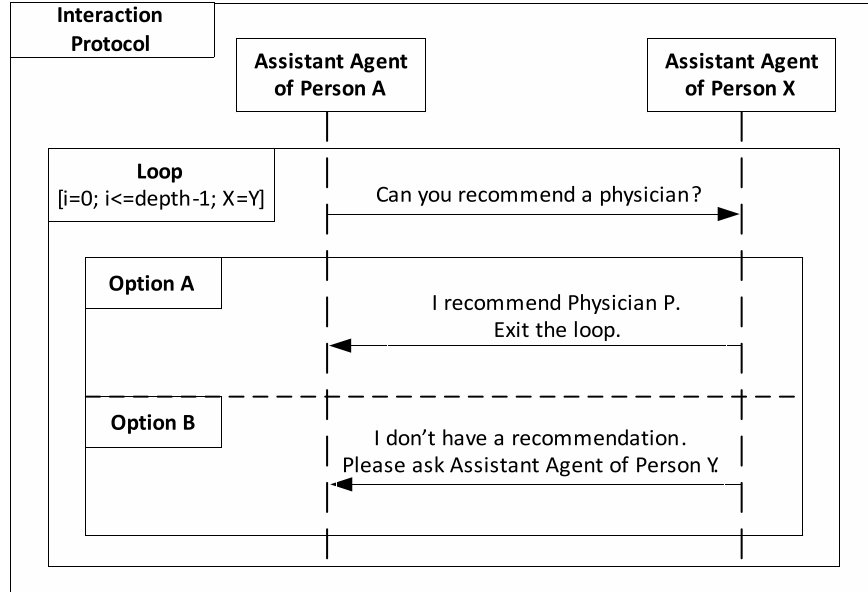 Interaction
Protocol
Assistant Agent
of Person A
Assistant Agent
of Person X
Loop
[i=0; i<=depth-1; X=Y]
Can you recommend a physician?
Option A
I recommend Physician P.
Exit the loop.
Option B
I don't have a recommendation.
Please ask Assistant Agent of Person Y.